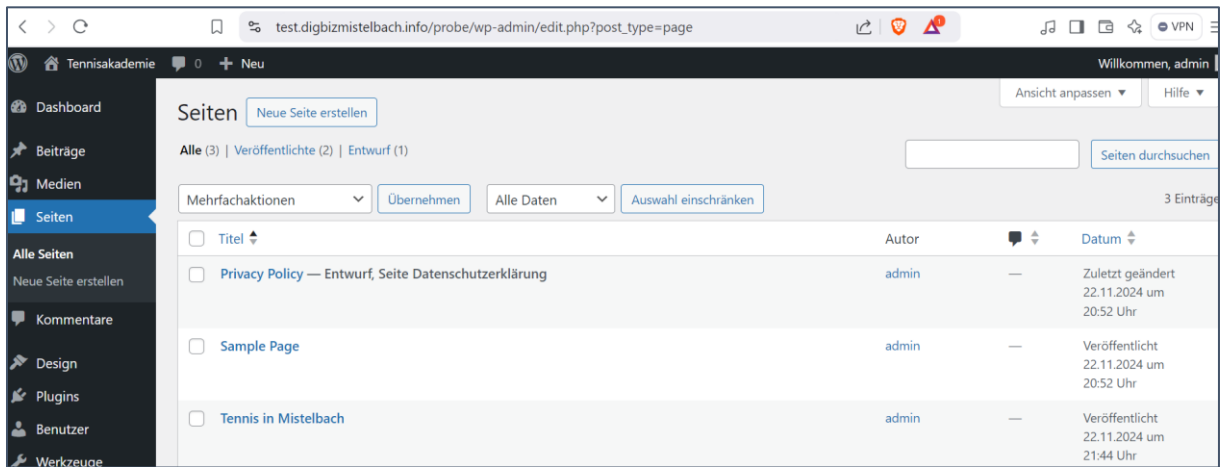 test.digbizmistelbach.info/probe/wp-admin/edit.php?post_type=page
VPN
Tennisakademie 0 + Neu Willkommen, admin
Dashboard
Beiträge
Medien
Seiten
Alle Seiten
Neue Seite erstellen
Kommentare
Design
Plugins
Benutzer
Werkzeuge
Ansicht anpassen Hilfe
Seiten Neue Seite erstellen
Alle (3) | Veröffentlichte (2) | Entwurf (1)
Seiten durchsuchen
Mehrfachaktionen Übernehmen Alle Daten Auswahl einschränken 3 Einträge
Titel Autor Datum
Privacy Policy — Entwurf, Seite Datenschutzerklärung admin — Zuletzt geändert
22.11.2024 um
20:52 Uhr
Sample Page admin — Veröffentlicht
22.11.2024 um
20:52 Uhr
Tennis in Mistelbach admin — Veröffentlicht
22.11.2024 um
21:44 Uhr